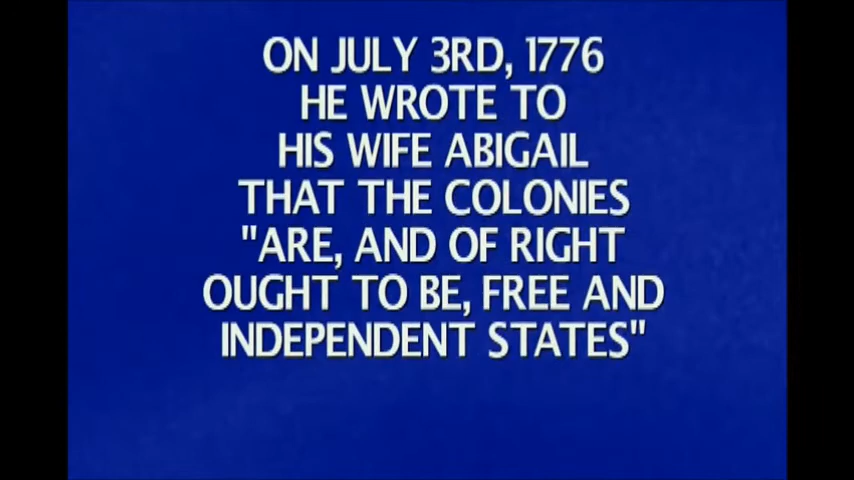 ON JULY 3RD, 1776
HE WROTE TO
HIS WIFE ABIGAIL
THAT THE COLONIES
"ARE, AND OF RIGHT
OUGHT TO BE, FREE AND
INDEPENDENT STATES"